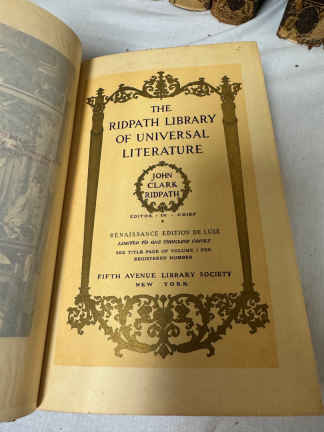 THE
RIDPATH LIBRARY
OF UNIVERSAL
LITERATURE
JOHN
CLARK
RIDPATH
EDITOR · IN · CHIEF
RENAISSANCE EDITION DE LUXE
LIMITED TO ONE THOUSAND COPIES
SEE TITLE PAGE OF VOLUME I FOR
REGISTERED NUMBER
FIFTH AVENUE LIBRARY SOCIETY
NEW YORK